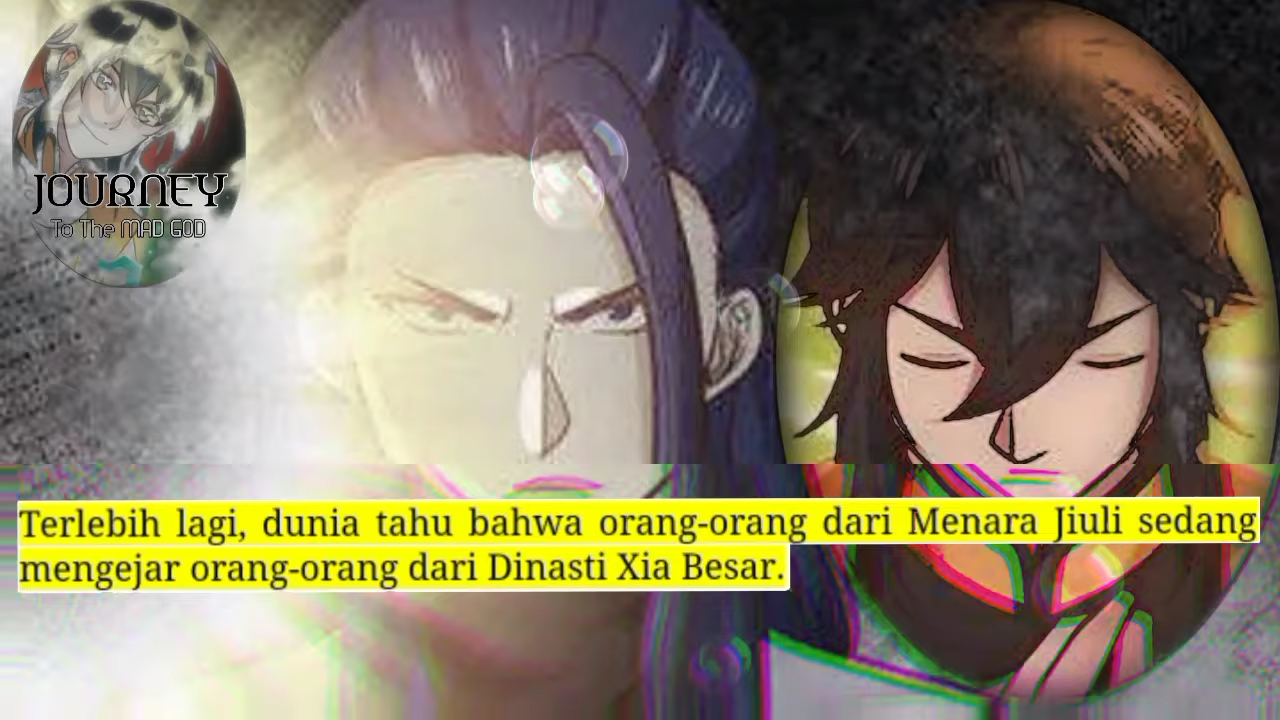 JOURNEY
To The MAD GOD
Terlebih lagi, dunia tahu bahwa orang-orang dari Menara Jiuli sedang
mengejar orang-orang dari Dinasti Xia Besar.